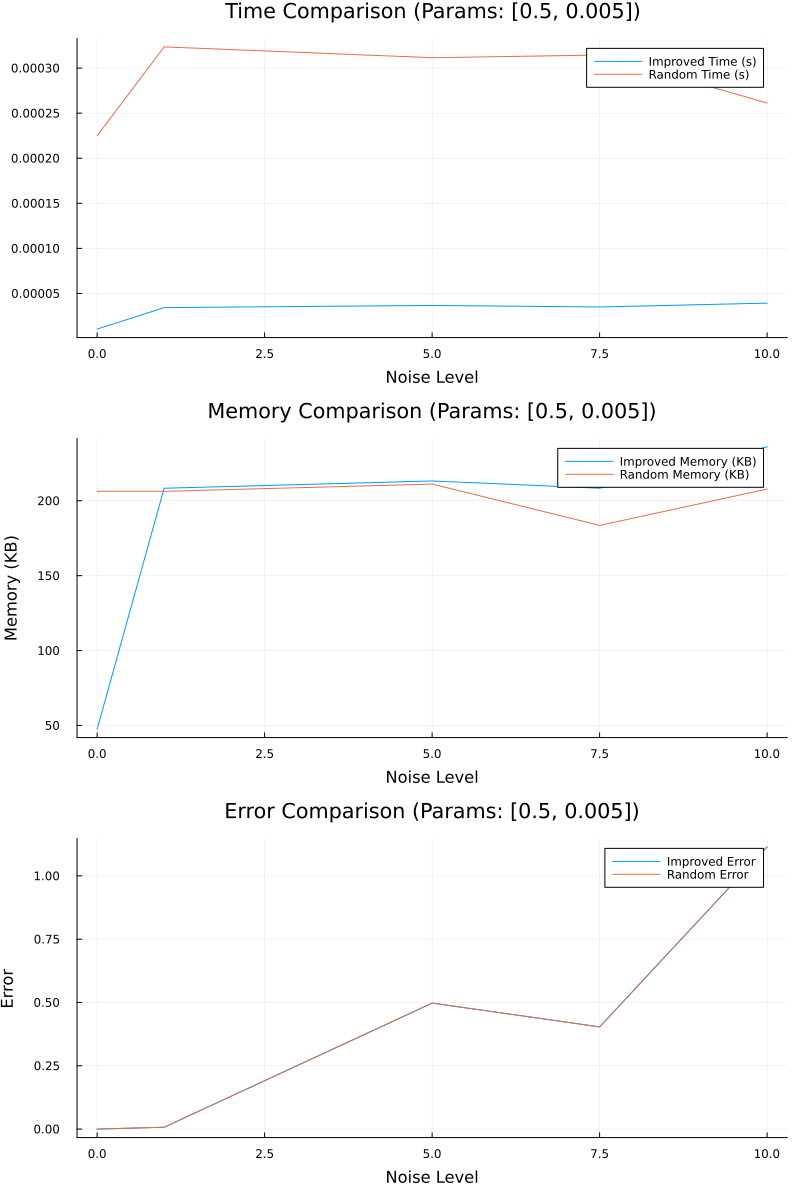 Time Comparison (Params: [0.5, 0.005])
Improved Time (s)
Random Time (s)
0.00030
0.00025
0.00020
0.00015
0.00010
0.00005
0.0 2.5 5.0 7.5 10.0
Noise Level
Memory Comparison (Params: [0.5, 0.005])
Improved Memory (KB)
Random Memory (KB)
Memory (KB)
200
150
100
50
0.0 2.5 5.0 7.5 10.0
Noise Level
Error Comparison (Params: [0.5, 0.005])
Improved Error
Random Error
Error
1.00
0.75
0.50
0.25
0.00
0.0 2.5 5.0 7.5 10.0
Noise Level